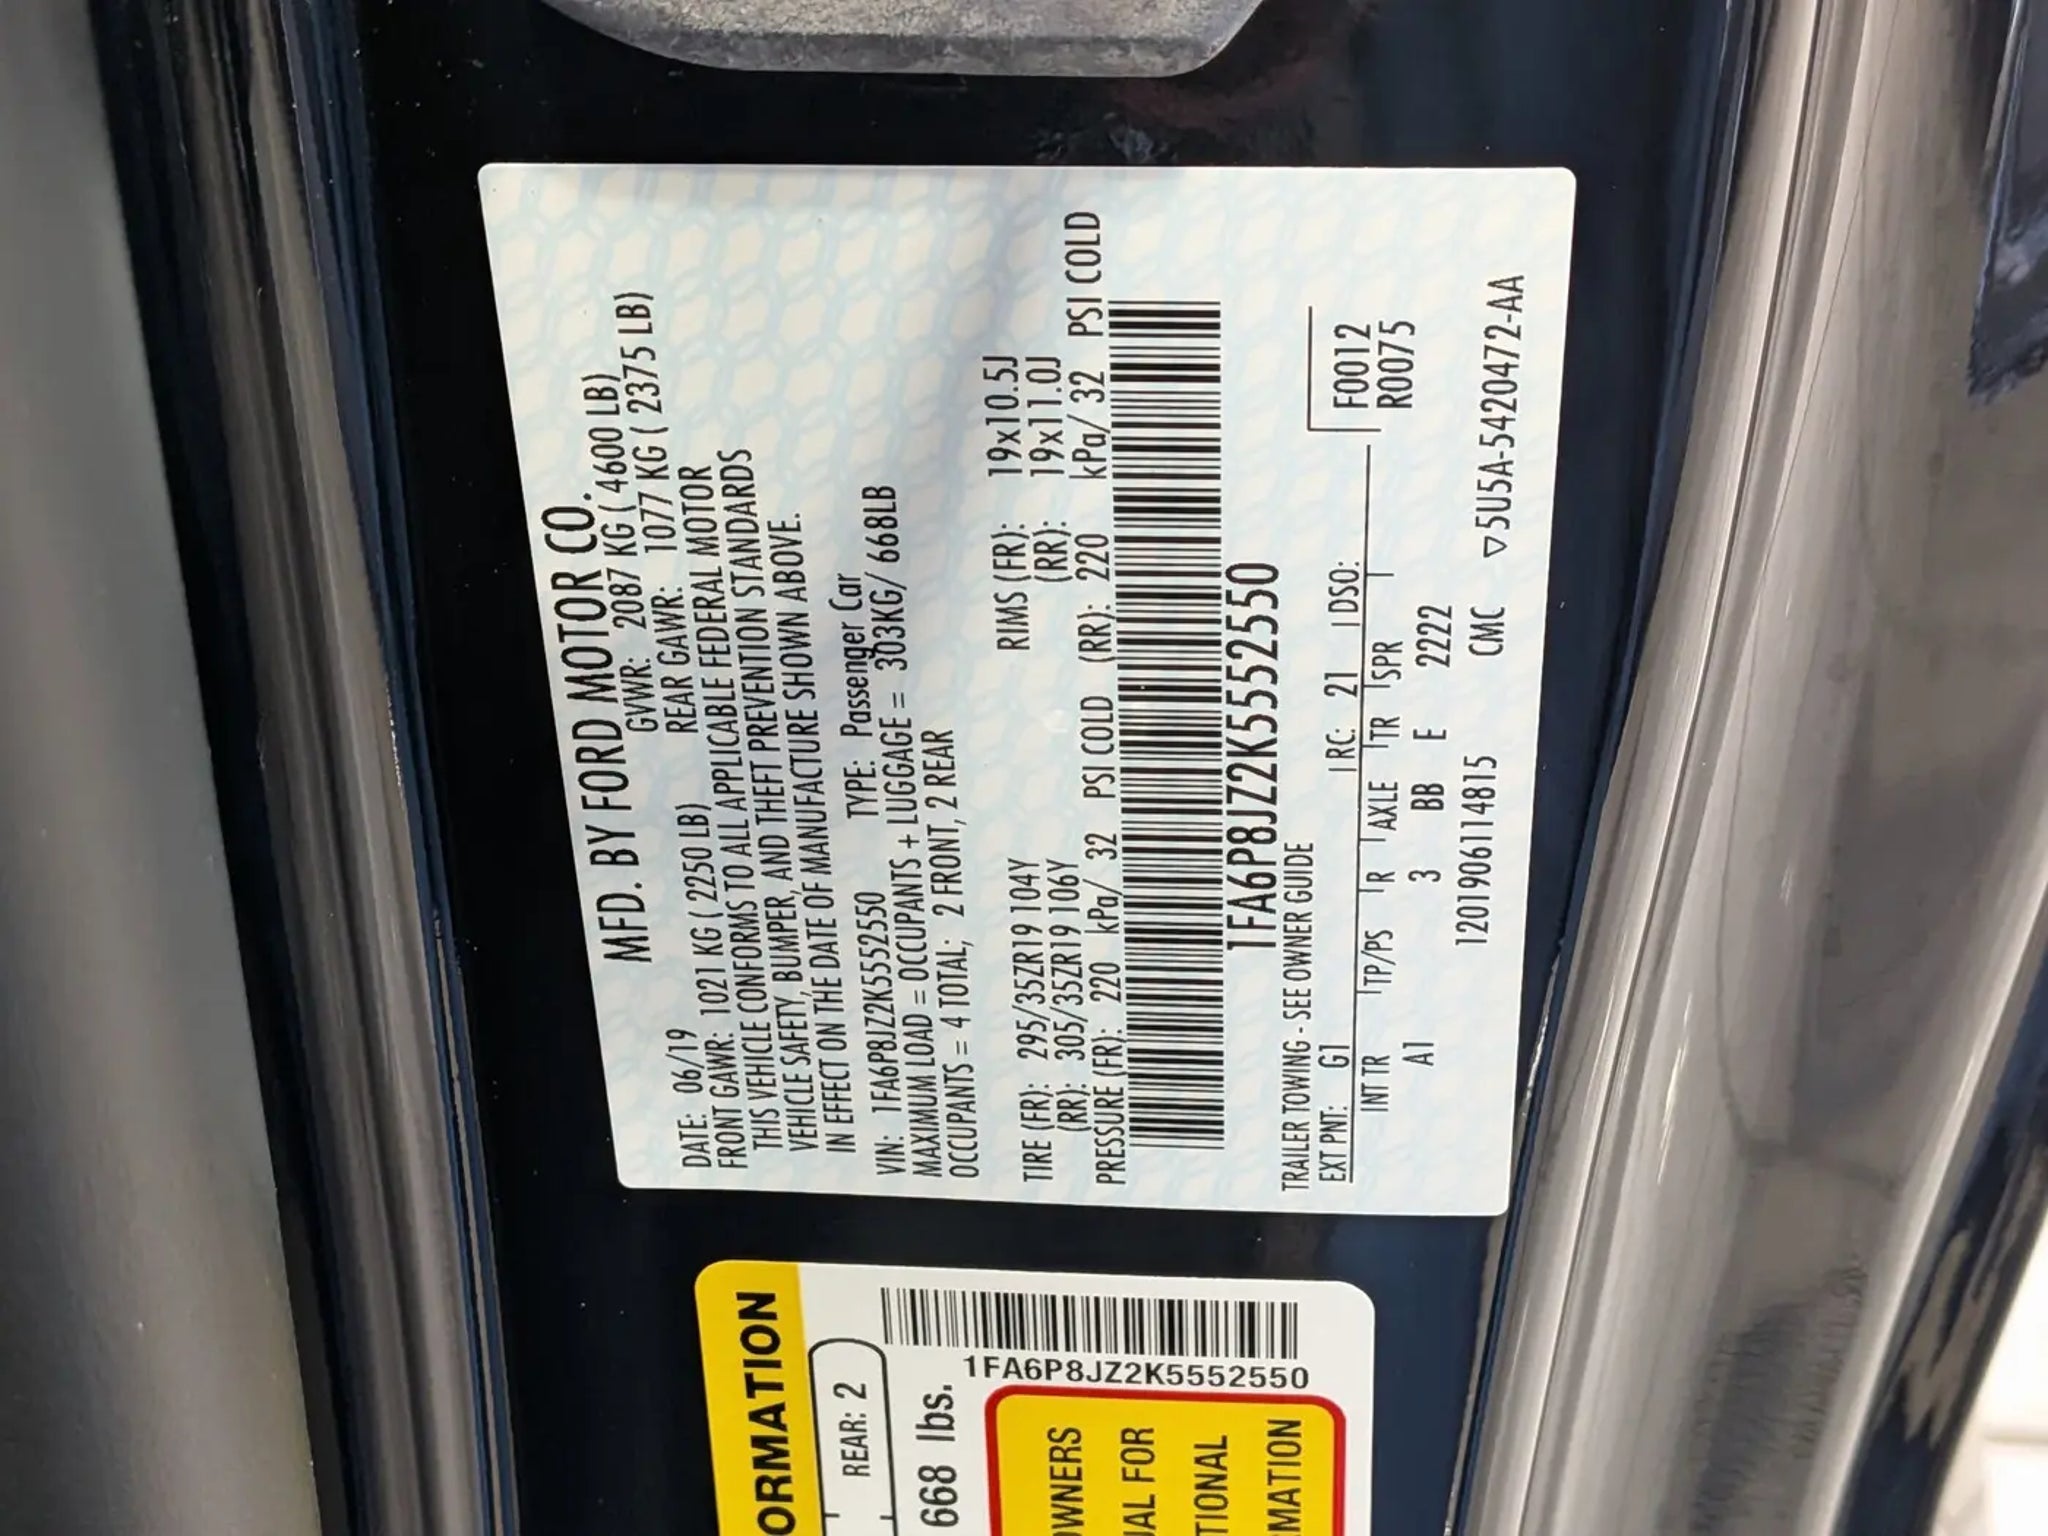 MFD. BY FORD MOTOR CO.
DATE: 06/19 GVWR: 2087 KG ( 4600 LB)
FRONT GAWR: 1021 KG ( 2250 LB) REAR GAWR: 1077 KG ( 2375 LB)
THIS VEHICLE CONFORMS TO ALL APPLICABLE FEDERAL MOTOR
VEHICLE SAFETY, BUMPER, AND THEFT PREVENTION STANDARDS
IN EFFECT ON THE DATE OF MANUFACTURE SHOWN ABOVE.
VIN: 1FA6P8JZ2K5552550 TYPE: Passenger Car
MAXIMUM LOAD = OCCUPANTS + LUGGAGE = 303KG/ 668LB
OCCUPANTS = 4 TOTAL; 2 FRONT, 2 REAR
TIRE (FR): 295/35ZR19 104Y RIMS (FR): 19x10.5J
(RR): 305/35ZR19 106Y (RR): 19x11.0J
PRESSURE (FR): 220 kPa/ 32 PSI COLD (RR): 220 kPa/ 32 PSI COLD
1FA6P8JZ2K5552550
TRAILER TOWING - SEE OWNER GUIDE
EXT PNT: G1 RC: 21 DSO: F0012
R0075
INT TR TP/PS R AXLE TR SPR
A1 3 BB E 2222
120190611 4815 CMC ▽5U5A-5420472-AA
ORMATION
REAR: 2
668 lbs.
1FA6P8JZ2K5552550
OWNERS
UAL FOR
TIONAL
RMATION